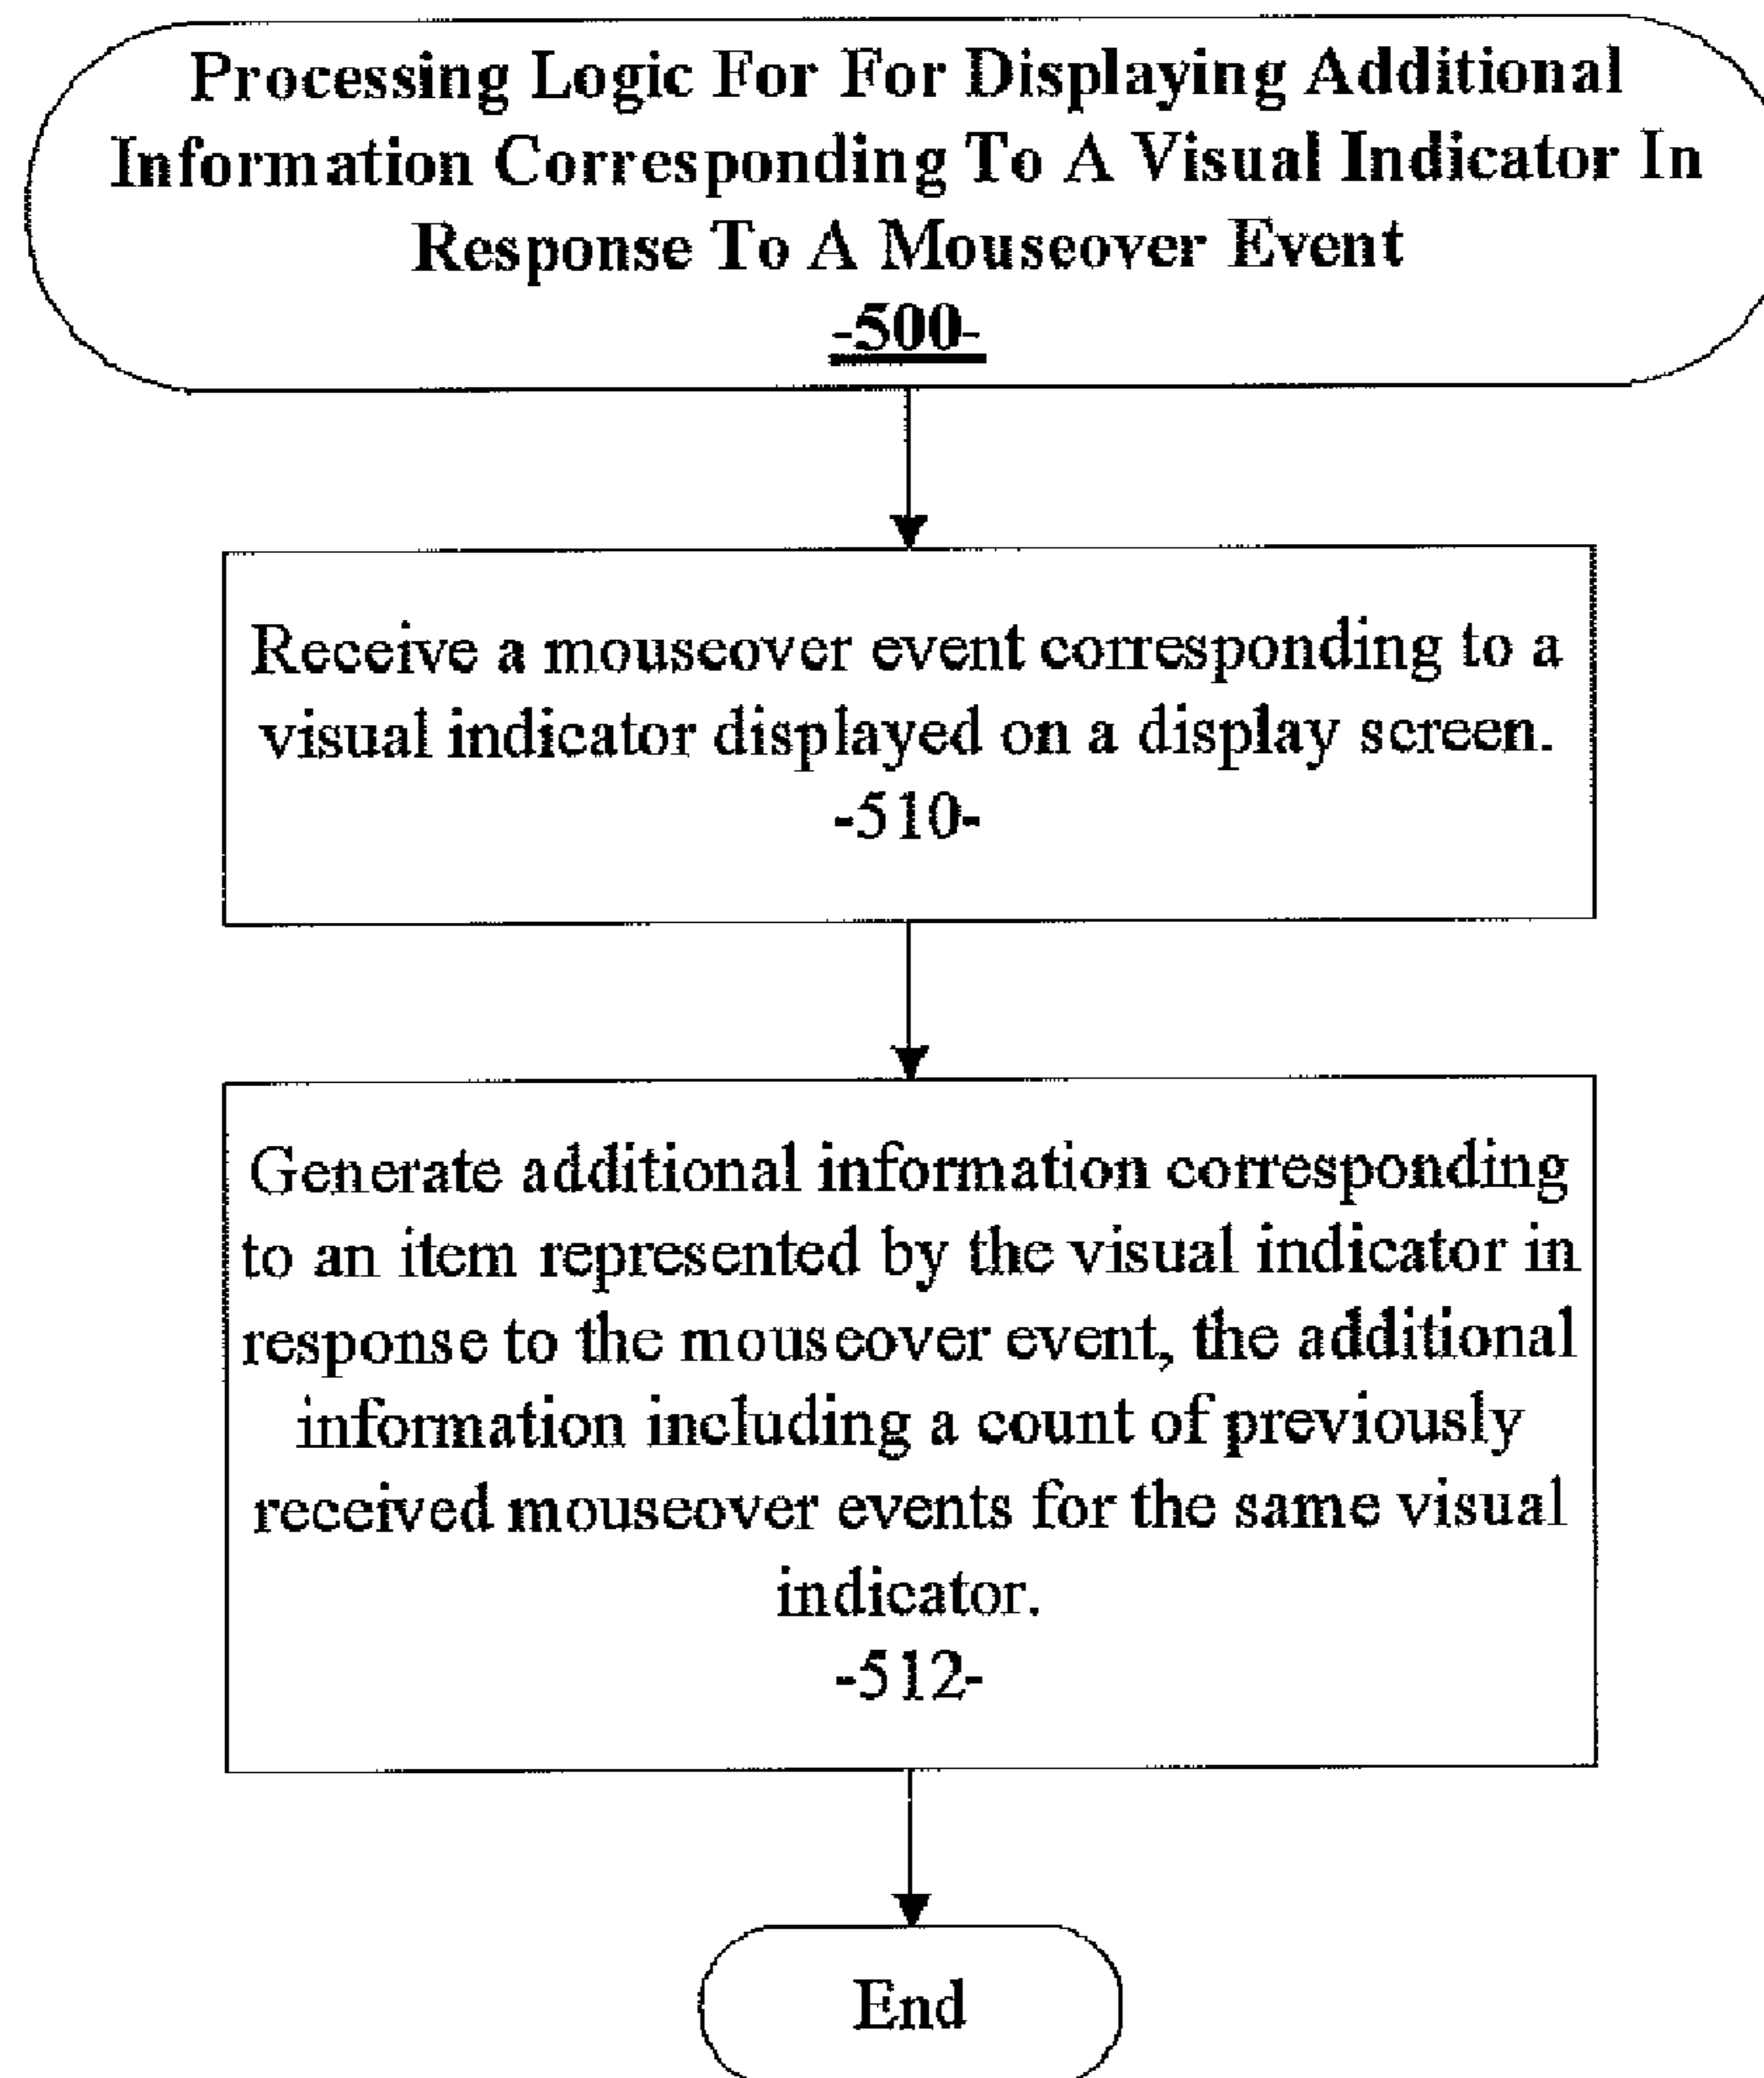 Processing Logic For For Displaying Additional
Information Corresponding To A Visual Indicator In
Response To A Mouseover Event
-500-
Receive a mouseover event corresponding to a
visual indicator displayed on a display screen.
-510-
Generate additional information corresponding
to an item represented by the visual indicator in
response to the mouseover event, the additional
information including a count of previously
received mouseover events for the same visual
indicator.
-512-
End